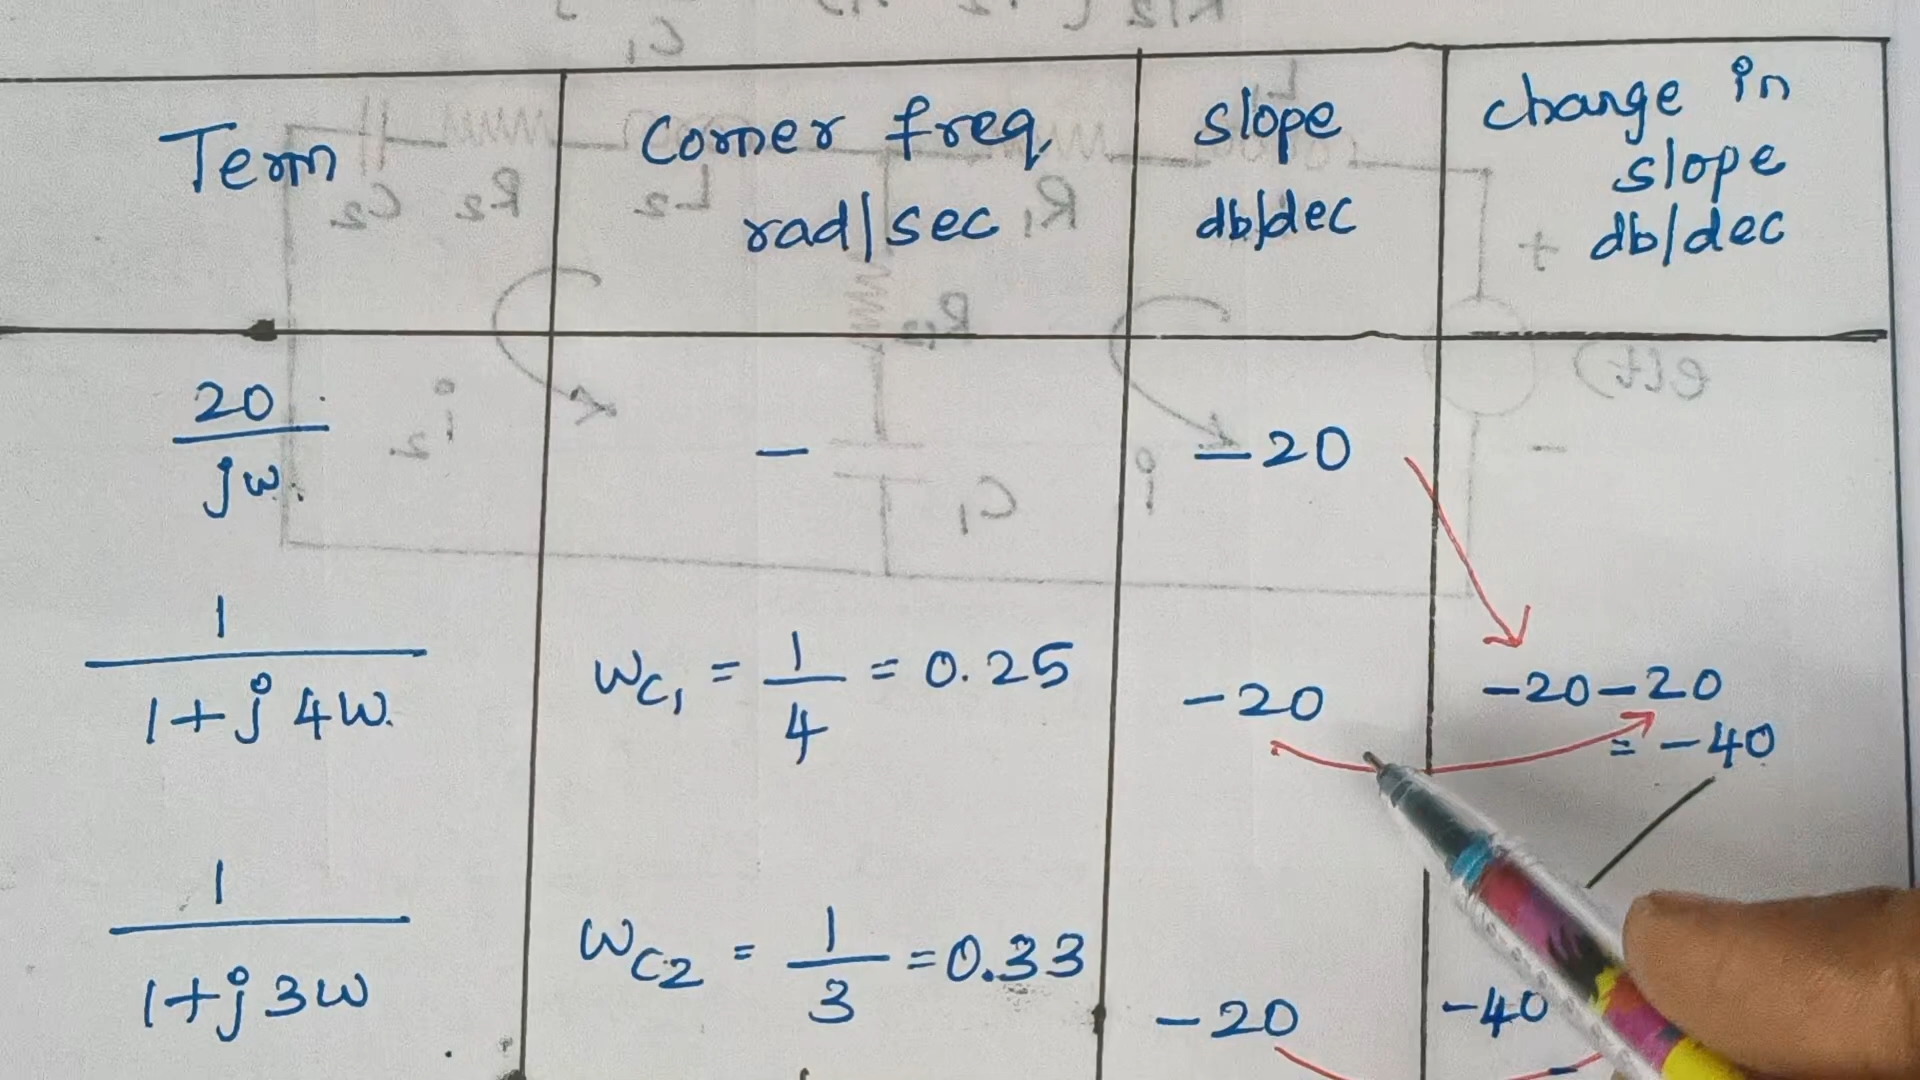 Term
corner freq
rad/sec
slope
db/dec
change in
slope
db/dec
20
jω
-
-20
1
1+j4ω
ωc1 = 1/4 = 0.25
-20
-20-20
= -40
1
1+j3ω
ωc2 = 1/3 = 0.33
-20
-40